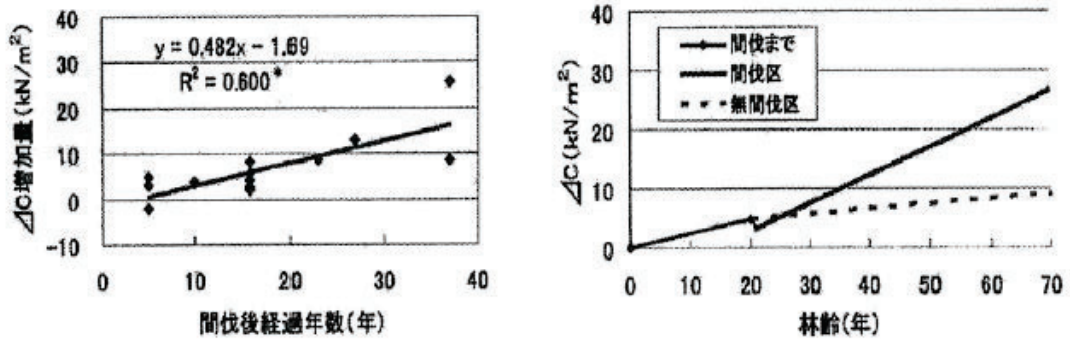 ⊿C増加量(kN/m²)
40
30
20
10
0
-10
y = 0.482x − 1.69
R² = 0.600*
0 10 20 30 40
間伐後経過年数(年)
⊿C(kN/m²)
40
30
20
10
0
間伐まで
間伐区
無間伐区
0 10 20 30 40 50 60 70
林齢(年)